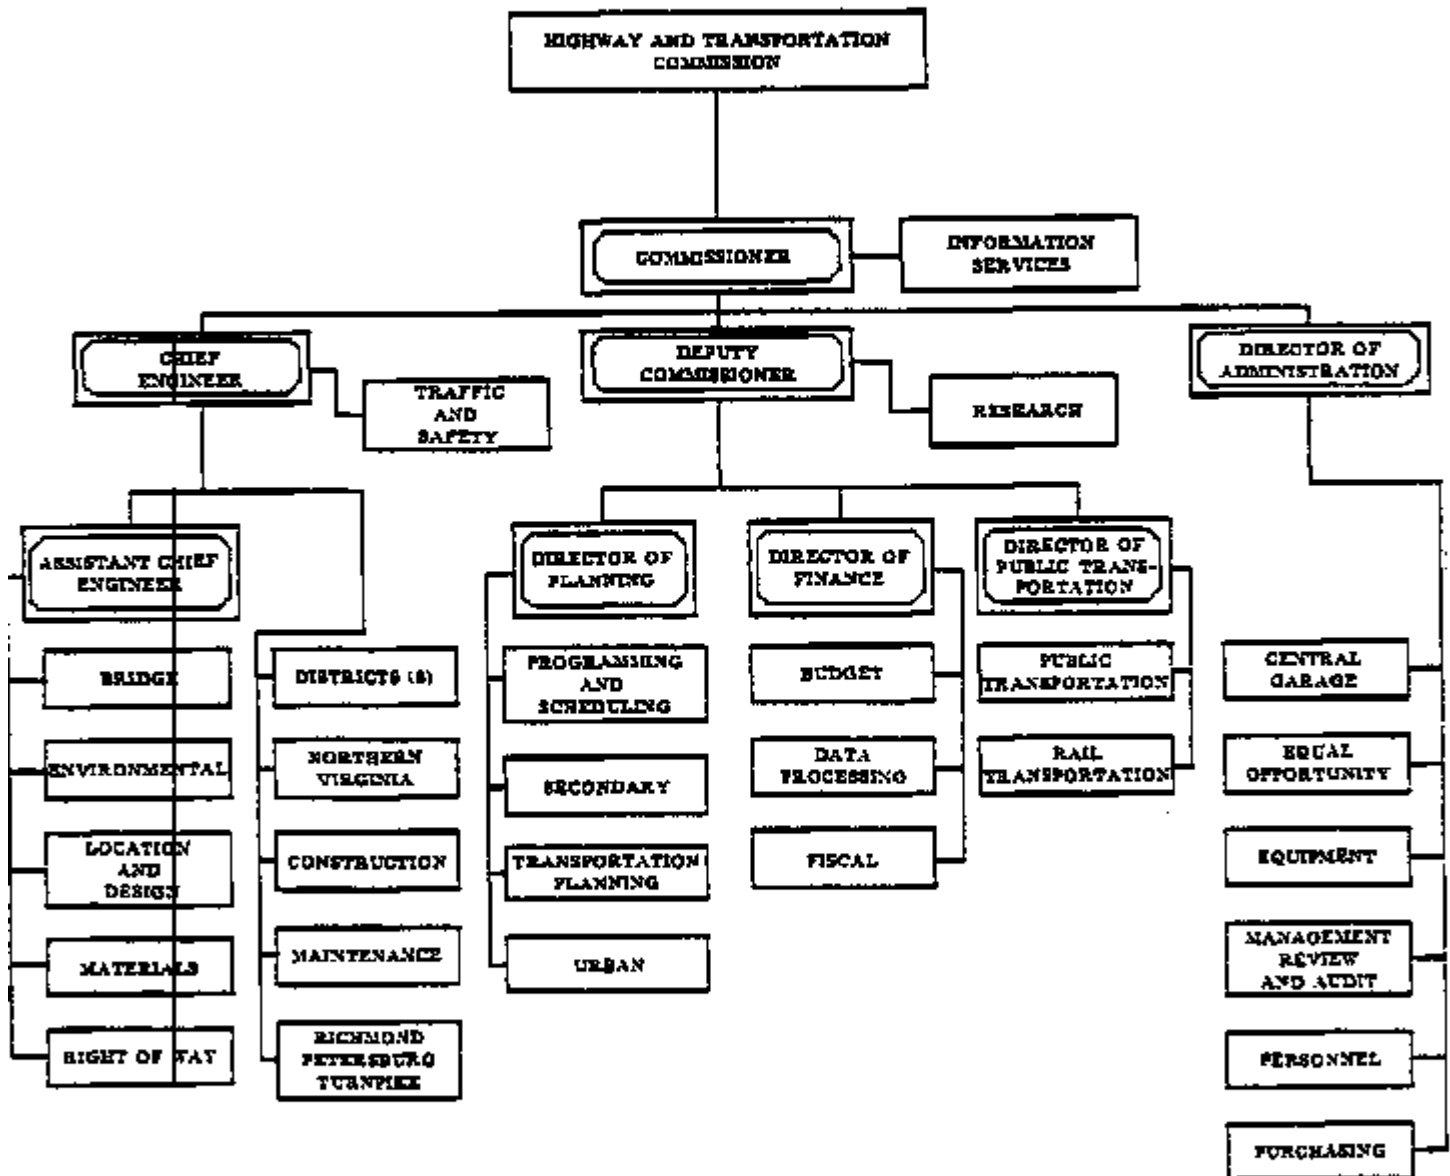 HIGHWAY AND TRANSPORTATION
COMMISSION
COMMISSIONER
INFORMATION
SERVICES
CHIEF
ENGINEER
TRAFFIC
AND
SAFETY
DEPUTY
COMMISSIONER
RESEARCH
DIRECTOR OF
ADMINISTRATION
ASSISTANT CHIEF
ENGINEER
BRIDGE
ENVIRONMENTAL
LOCATION
AND
DESIGN
MATERIALS
RIGHT OF WAY
DISTRICTS (8)
NORTHERN
VIRGINIA
CONSTRUCTION
MAINTENANCE
RICHMOND
PETERSBURG
TURNPIKE
DIRECTOR OF
PLANNING
PROGRAMMING
AND
SCHEDULING
SECONDARY
TRANSPORTATION
PLANNING
URBAN
DIRECTOR OF
FINANCE
BUDGET
DATA
PROCESSING
FISCAL
DIRECTOR OF
PUBLIC TRANS-
PORTATION
PUBLIC
TRANSPORTATION
RAIL
TRANSPORTATION
CENTRAL
GARAGE
EQUAL
OPPORTUNITY
EQUIPMENT
MANAGEMENT
REVIEW
AND AUDIT
PERSONNEL
PURCHASING